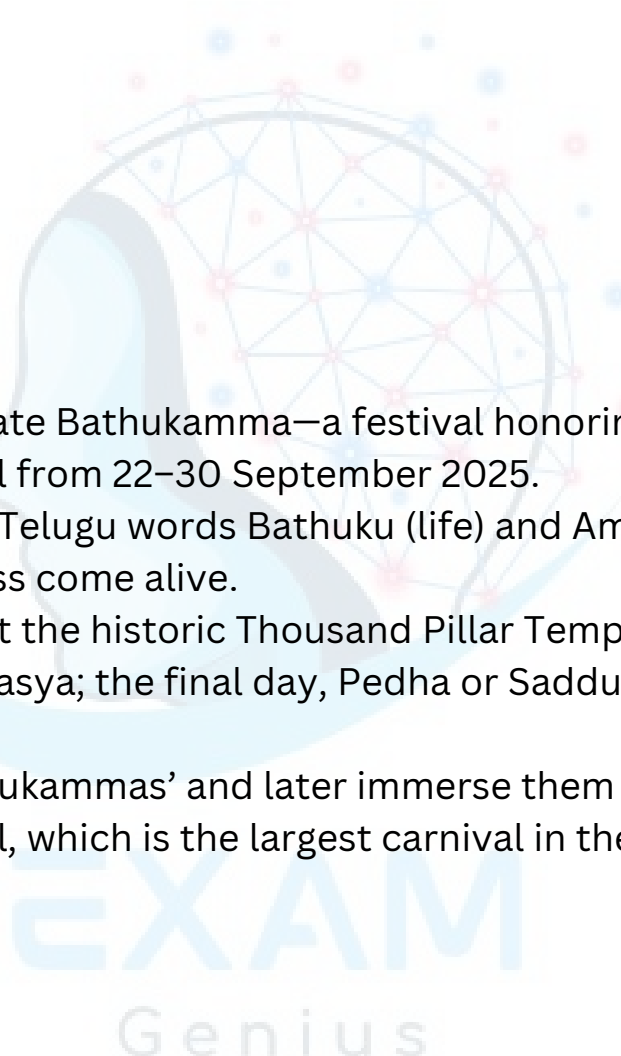 ate Bathukamma—a festival honorin
l from 22–30 September 2025.
Telugu words Bathuku (life) and Am
ss come alive.
t the historic Thousand Pillar Temp
asya; the final day, Pedha or Saddu
ukammas’ and later immerse them
l, which is the largest carnival in the
EXAM
Genius